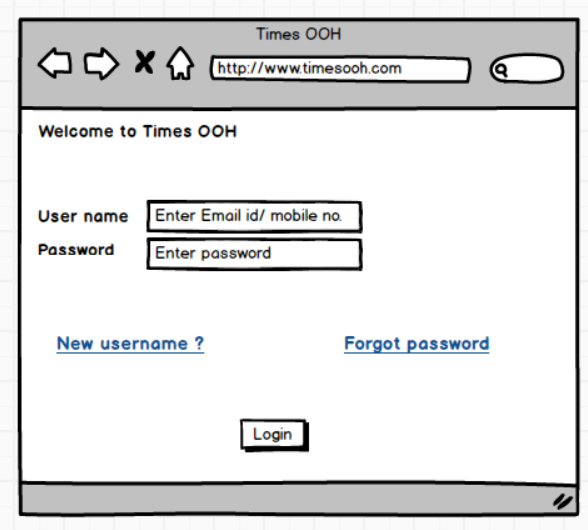 Times OOH
http://www.timesooh.com
Welcome to Times OOH
User name Enter Email id/ mobile no.
Password Enter password
New username ? Forgot password
Login